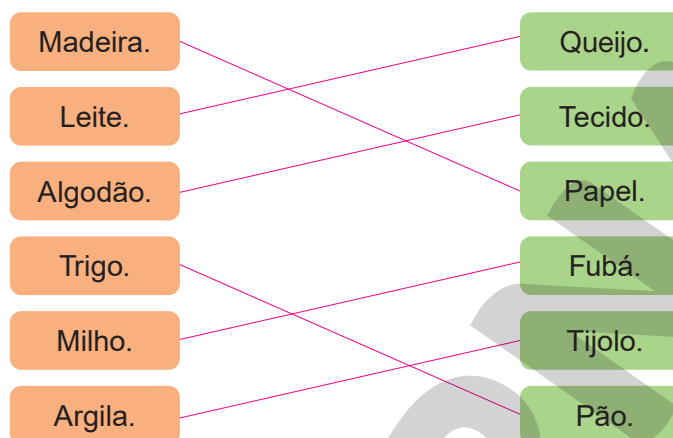 Madeira. Queijo.
Leite. Tecido.
Algodão. Papel.
Trigo. Fubá.
Milho. Tijolo.
Argila. Pão.